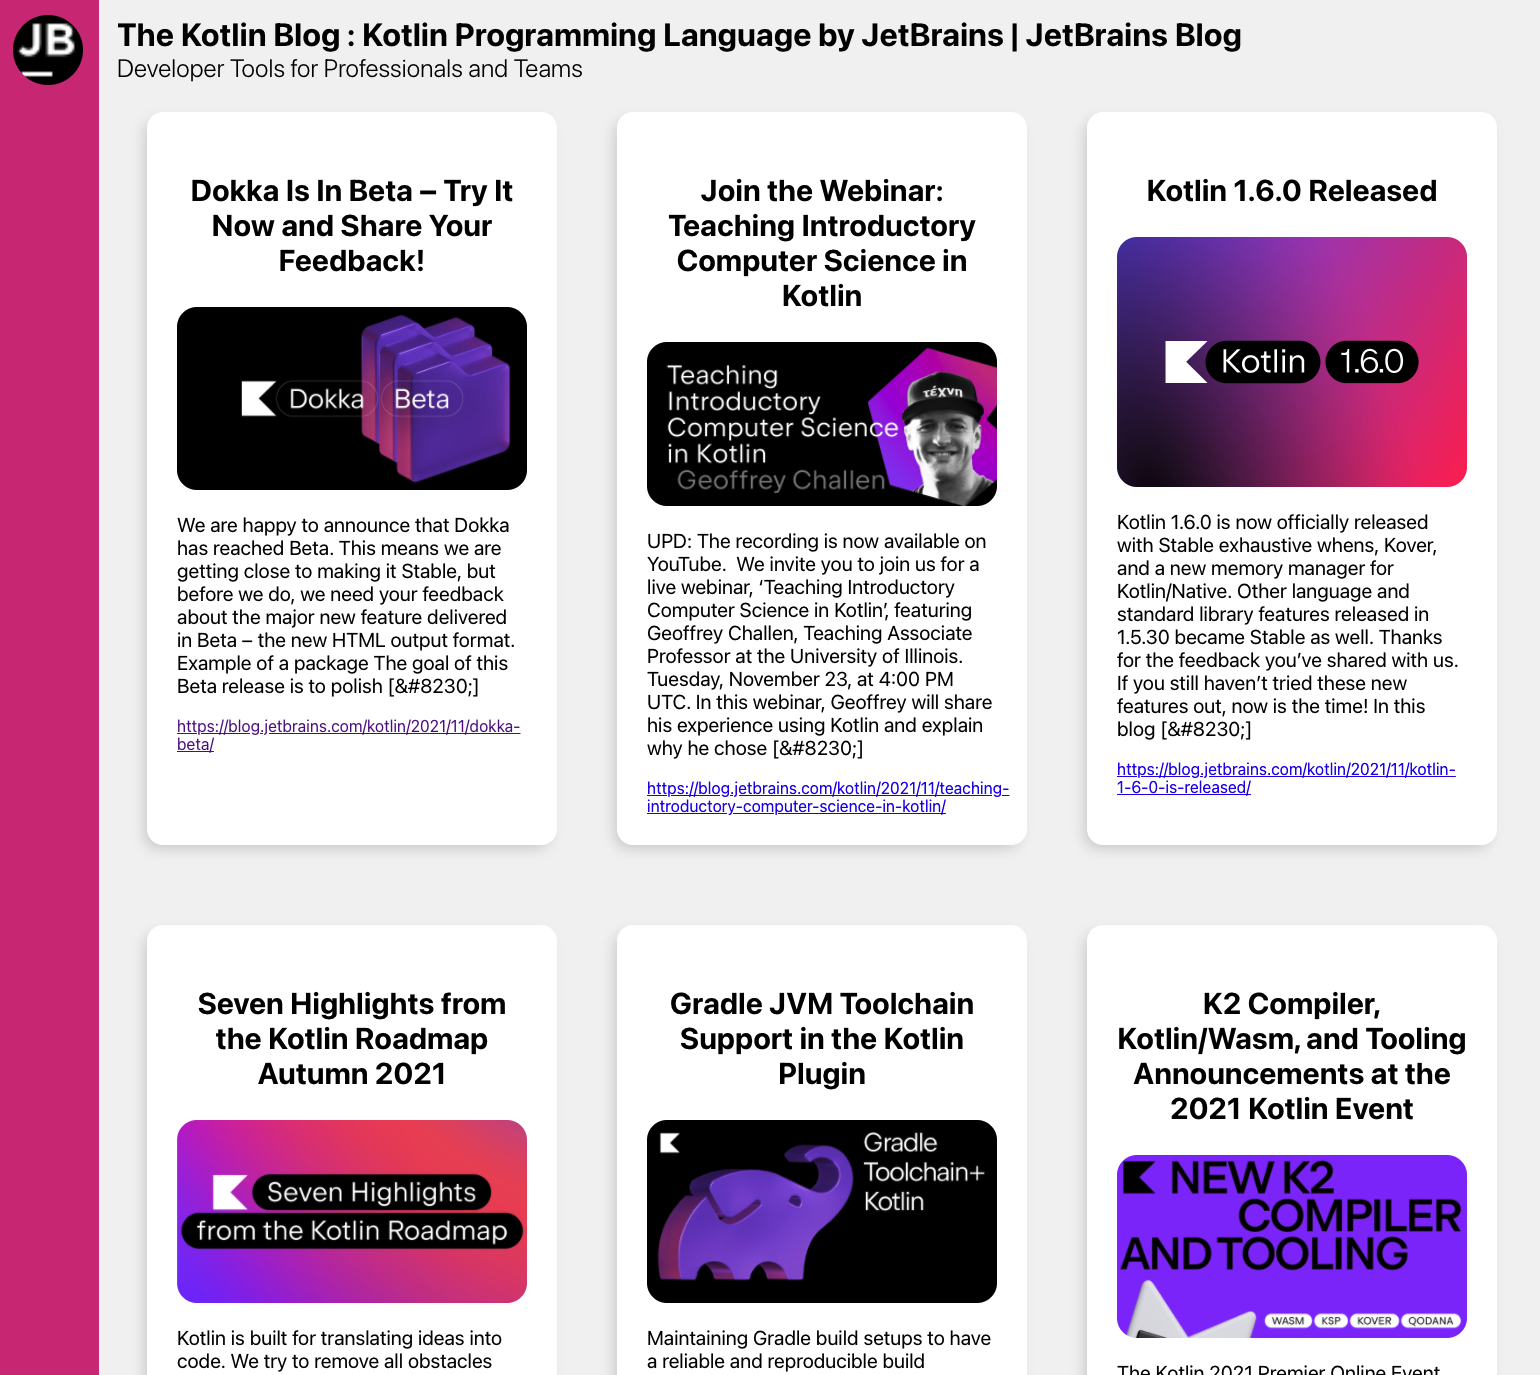 JB
The Kotlin Blog : Kotlin Programming Language by JetBrains | JetBrains Blog
Developer Tools for Professionals and Teams
Dokka Is In Beta – Try It
Now and Share Your
Feedback!
Dokka Beta
We are happy to announce that Dokka
has reached Beta. This means we are
getting close to making it Stable, but
before we do, we need your feedback
about the major new feature delivered
in Beta – the new HTML output format.
Example of a package The goal of this
Beta release is to polish [&#8230;]
https://blog.jetbrains.com/kotlin/2021/11/dokka-
beta/
Join the Webinar:
Teaching Introductory
Computer Science in
Kotlin
Teaching
Introductory
Computer Science
in Kotlin
Geoffrey Challen
τέχνη
UPD: The recording is now available on
YouTube.  We invite you to join us for a
live webinar, ‘Teaching Introductory
Computer Science in Kotlin’, featuring
Geoffrey Challen, Teaching Associate
Professor at the University of Illinois.
Tuesday, November 23, at 4:00 PM
UTC. In this webinar, Geoffrey will share
his experience using Kotlin and explain
why he chose [&#8230;]
https://blog.jetbrains.com/kotlin/2021/11/teaching-
introductory-computer-science-in-kotlin/
Kotlin 1.6.0 Released
Kotlin 1.6.0
Kotlin 1.6.0 is now officially released
with Stable exhaustive whens, Kover,
and a new memory manager for
Kotlin/Native. Other language and
standard library features released in
1.5.30 became Stable as well. Thanks
for the feedback you’ve shared with us.
If you still haven’t tried these new
features out, now is the time! In this
blog [&#8230;]
https://blog.jetbrains.com/kotlin/2021/11/kotlin-
1-6-0-is-released/
Seven Highlights from
the Kotlin Roadmap
Autumn 2021
Seven Highlights
from the Kotlin Roadmap
Kotlin is built for translating ideas into
code. We try to remove all obstacles
Gradle JVM Toolchain
Support in the Kotlin
Plugin
Gradle
Toolchain+
Kotlin
Maintaining Gradle build setups to have
a reliable and reproducible build
K2 Compiler,
Kotlin/Wasm, and Tooling
Announcements at the
2021 Kotlin Event
NEW K2
COMPILER
AND TOOLING
WASM KSP KOVER QODANA
The Kotlin 2021 Premier Online Event